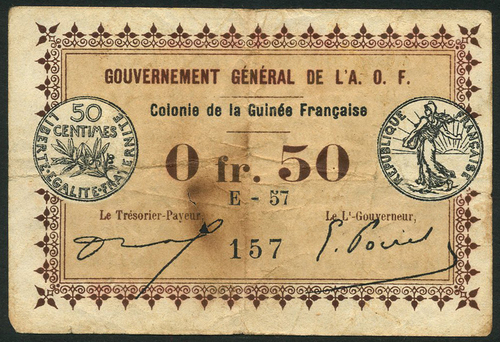 GOUVERNEMENT GÉNÉRAL DE L'A. O. F.
Colonie de la Guinée Française
50
CENTIMES
LIBERTÉ·ÉGALITÉ·FRATERNITÉ
RÉPUBLIQUE FRANÇAISE
0 fr. 50
E - 57
Le Trésorier-Payeur,
Le Lt-Gouverneur,
157